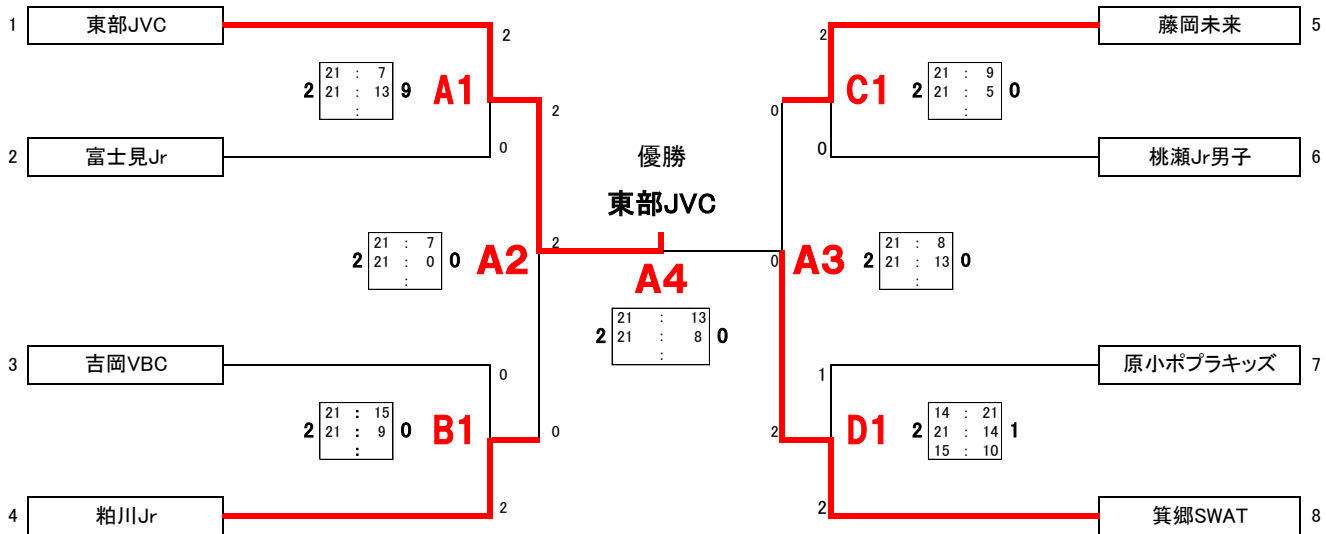 1 東部JVC
2
藤岡未来 5
2
2 21 : 7 9
21 : 13
:
A1
2
0
C1
2 21 : 9 0
21 : 5
:
0
2 富士見Jr
0
優勝
桃瀬Jr男子 6
東部JVC
2 21 : 7 0
21 : 0
:
A2
2
A4
0
A3
2 21 : 8 0
21 : 13
:
2 21 : 13 0
21 : 8
:
3 吉岡VBC
0
1
原小ポプラキッズ 7
2 21 : 15 0
21 : 9
:
B1
0
2
D1
2 14 : 21 1
21 : 14
15 : 10
4 粕川Jr
2
2
箕郷SWAT 8